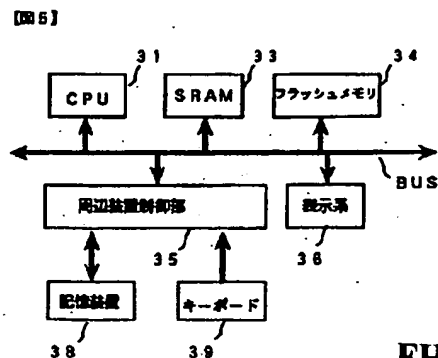 【図5】
31 33 34
CPU SRAM フラッシュメモリ
BUS
周辺装置制御部 表示系
35 36
記憶装置 キーボード
38 39